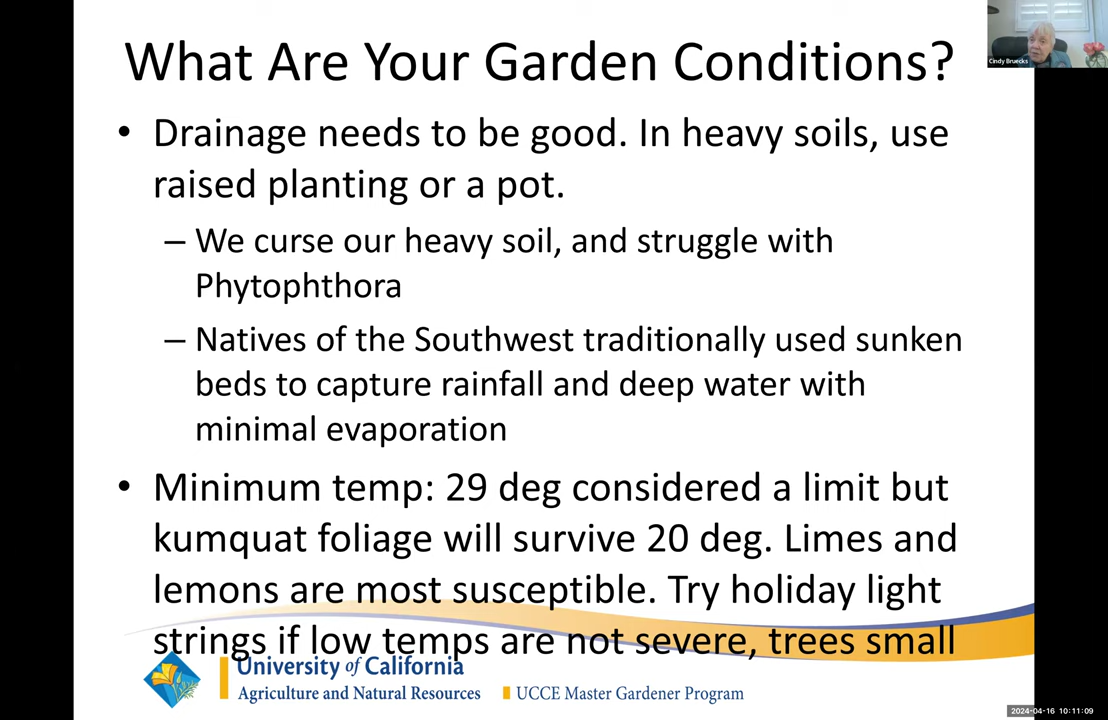 What Are Your Garden Conditions?
Cindy Bruecks
• Drainage needs to be good. In heavy soils, use
raised planting or a pot.
– We curse our heavy soil, and struggle with
Phytophthora
– Natives of the Southwest traditionally used sunken
beds to capture rainfall and deep water with
minimal evaporation
• Minimum temp: 29 deg considered a limit but
kumquat foliage will survive 20 deg. Limes and
lemons are most susceptible. Try holiday light
strings if low temps are not severe, trees small
University of California
Agriculture and Natural Resources
UCCE Master Gardener Program
2024-04-16 10:11:09